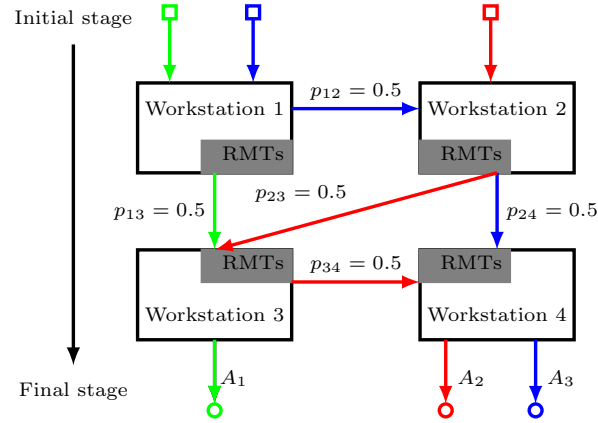 Initial stage
Workstation 1
p₁₂ = 0.5
Workstation 2
RMTs
RMTs
p₁₃ = 0.5
p₂₃ = 0.5
p₂₄ = 0.5
RMTs
RMTs
p₃₄ = 0.5
Workstation 3
Workstation 4
Final stage
A₁
A₂
A₃